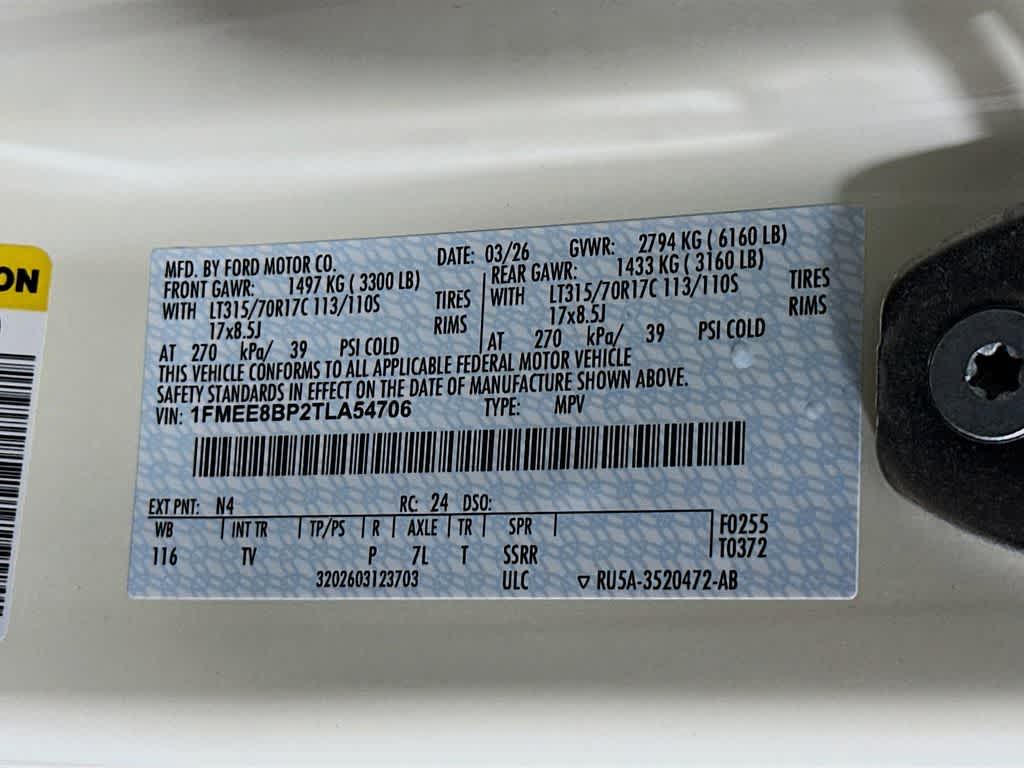 ON
MFD. BY FORD MOTOR CO. DATE: 03/26 GVWR: 2794 KG ( 6160 LB)
FRONT GAWR: 1497 KG ( 3300 LB) REAR GAWR: 1433 KG ( 3160 LB)
WITH LT315/70R17C 113/110S TIRES WITH LT315/70R17C 113/110S TIRES
17x8.5J RIMS 17x8.5J RIMS
AT 270 kPa/ 39 PSI COLD AT 270 kPa/ 39 PSI COLD
THIS VEHICLE CONFORMS TO ALL APPLICABLE FEDERAL MOTOR VEHICLE
SAFETY STANDARDS IN EFFECT ON THE DATE OF MANUFACTURE SHOWN ABOVE.
VIN: 1FMEE8BP2TLA54706 TYPE: MPV
EXT PNT: N4 RC: 24 DSO:
WB INT TR TP/PS R AXLE TR SPR F0255
116 TV P 7L T SSRR T0372
3202603123703 ULC ▽ RU5A-3520472-AB